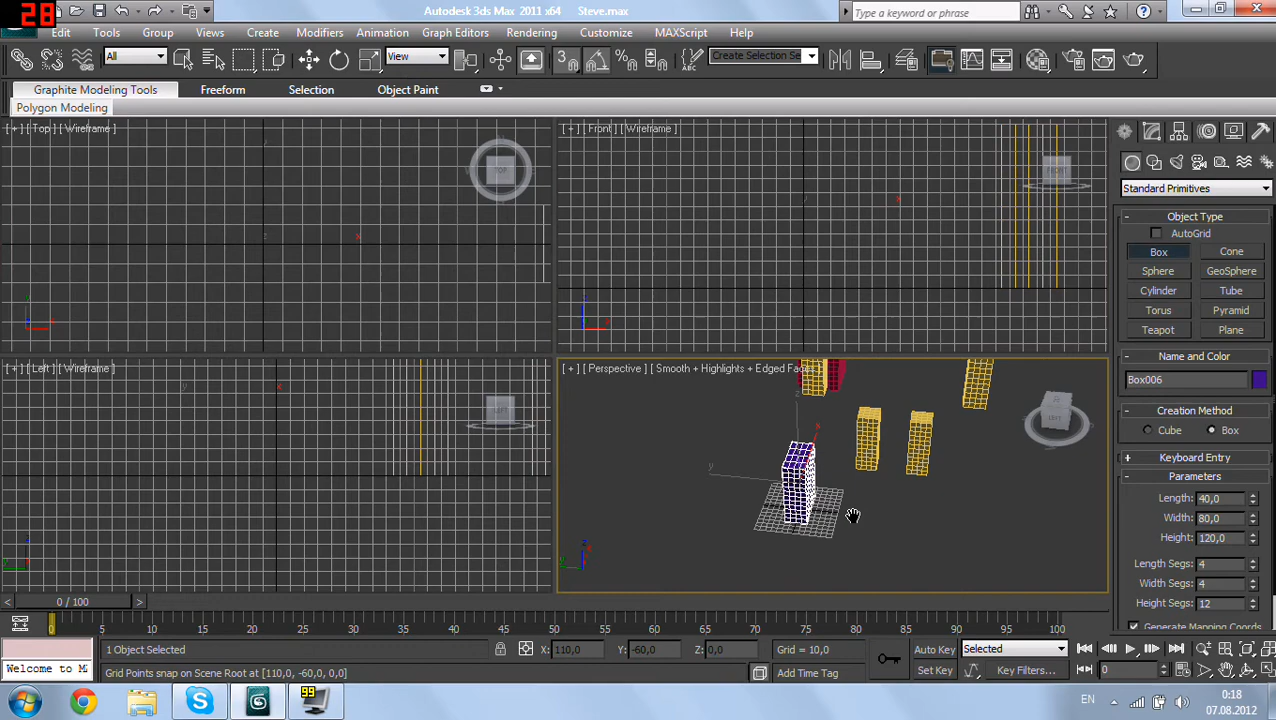 28
Autodesk 3ds Max 2011 x64 Steve.max
Type a keyword or phrase
Edit Tools Group Views Create Modifiers Animation Graph Editors Rendering Customize MAXScript Help
All View 3 Create Selection Se
Graphite Modeling Tools Freeform Selection Object Paint
Polygon Modeling
[ + ] [ Top ] [ Wireframe ] TOP
[ + ] [ Front ] [ Wireframe ] FRONT
[ + ] [ Left ] [ Wireframe ] LEFT
[ + ] [ Perspective ] [ Smooth + Highlights + Edged Fac LEFT
Standard Primitives
- Object Type
AutoGrid
Box Cone
Sphere GeoSphere
Cylinder Tube
Torus Pyramid
Teapot Plane
- Name and Color
Box006
- Creation Method
Cube Box
+ Keyboard Entry
- Parameters
Length: 40,0
Width: 80,0
Height: 120,0
Length Segs: 4
Width Segs: 4
Height Segs: 12
Generate Mapping Coords
< 0 / 100 >
0 5 10 15 20 25 30 35 40 45 50 55 60 65 70 75 80 85 90 95 100
1 Object Selected X: 110,0 Y: -60,0 Z: 0,0 Grid = 10,0 Auto Key Selected
Welcome to M Grid Points snap on Scene Root at [110,0, -60,0, 0,0] Add Time Tag Set Key Key Filters... 0
99
EN 0:18
07.08.2012